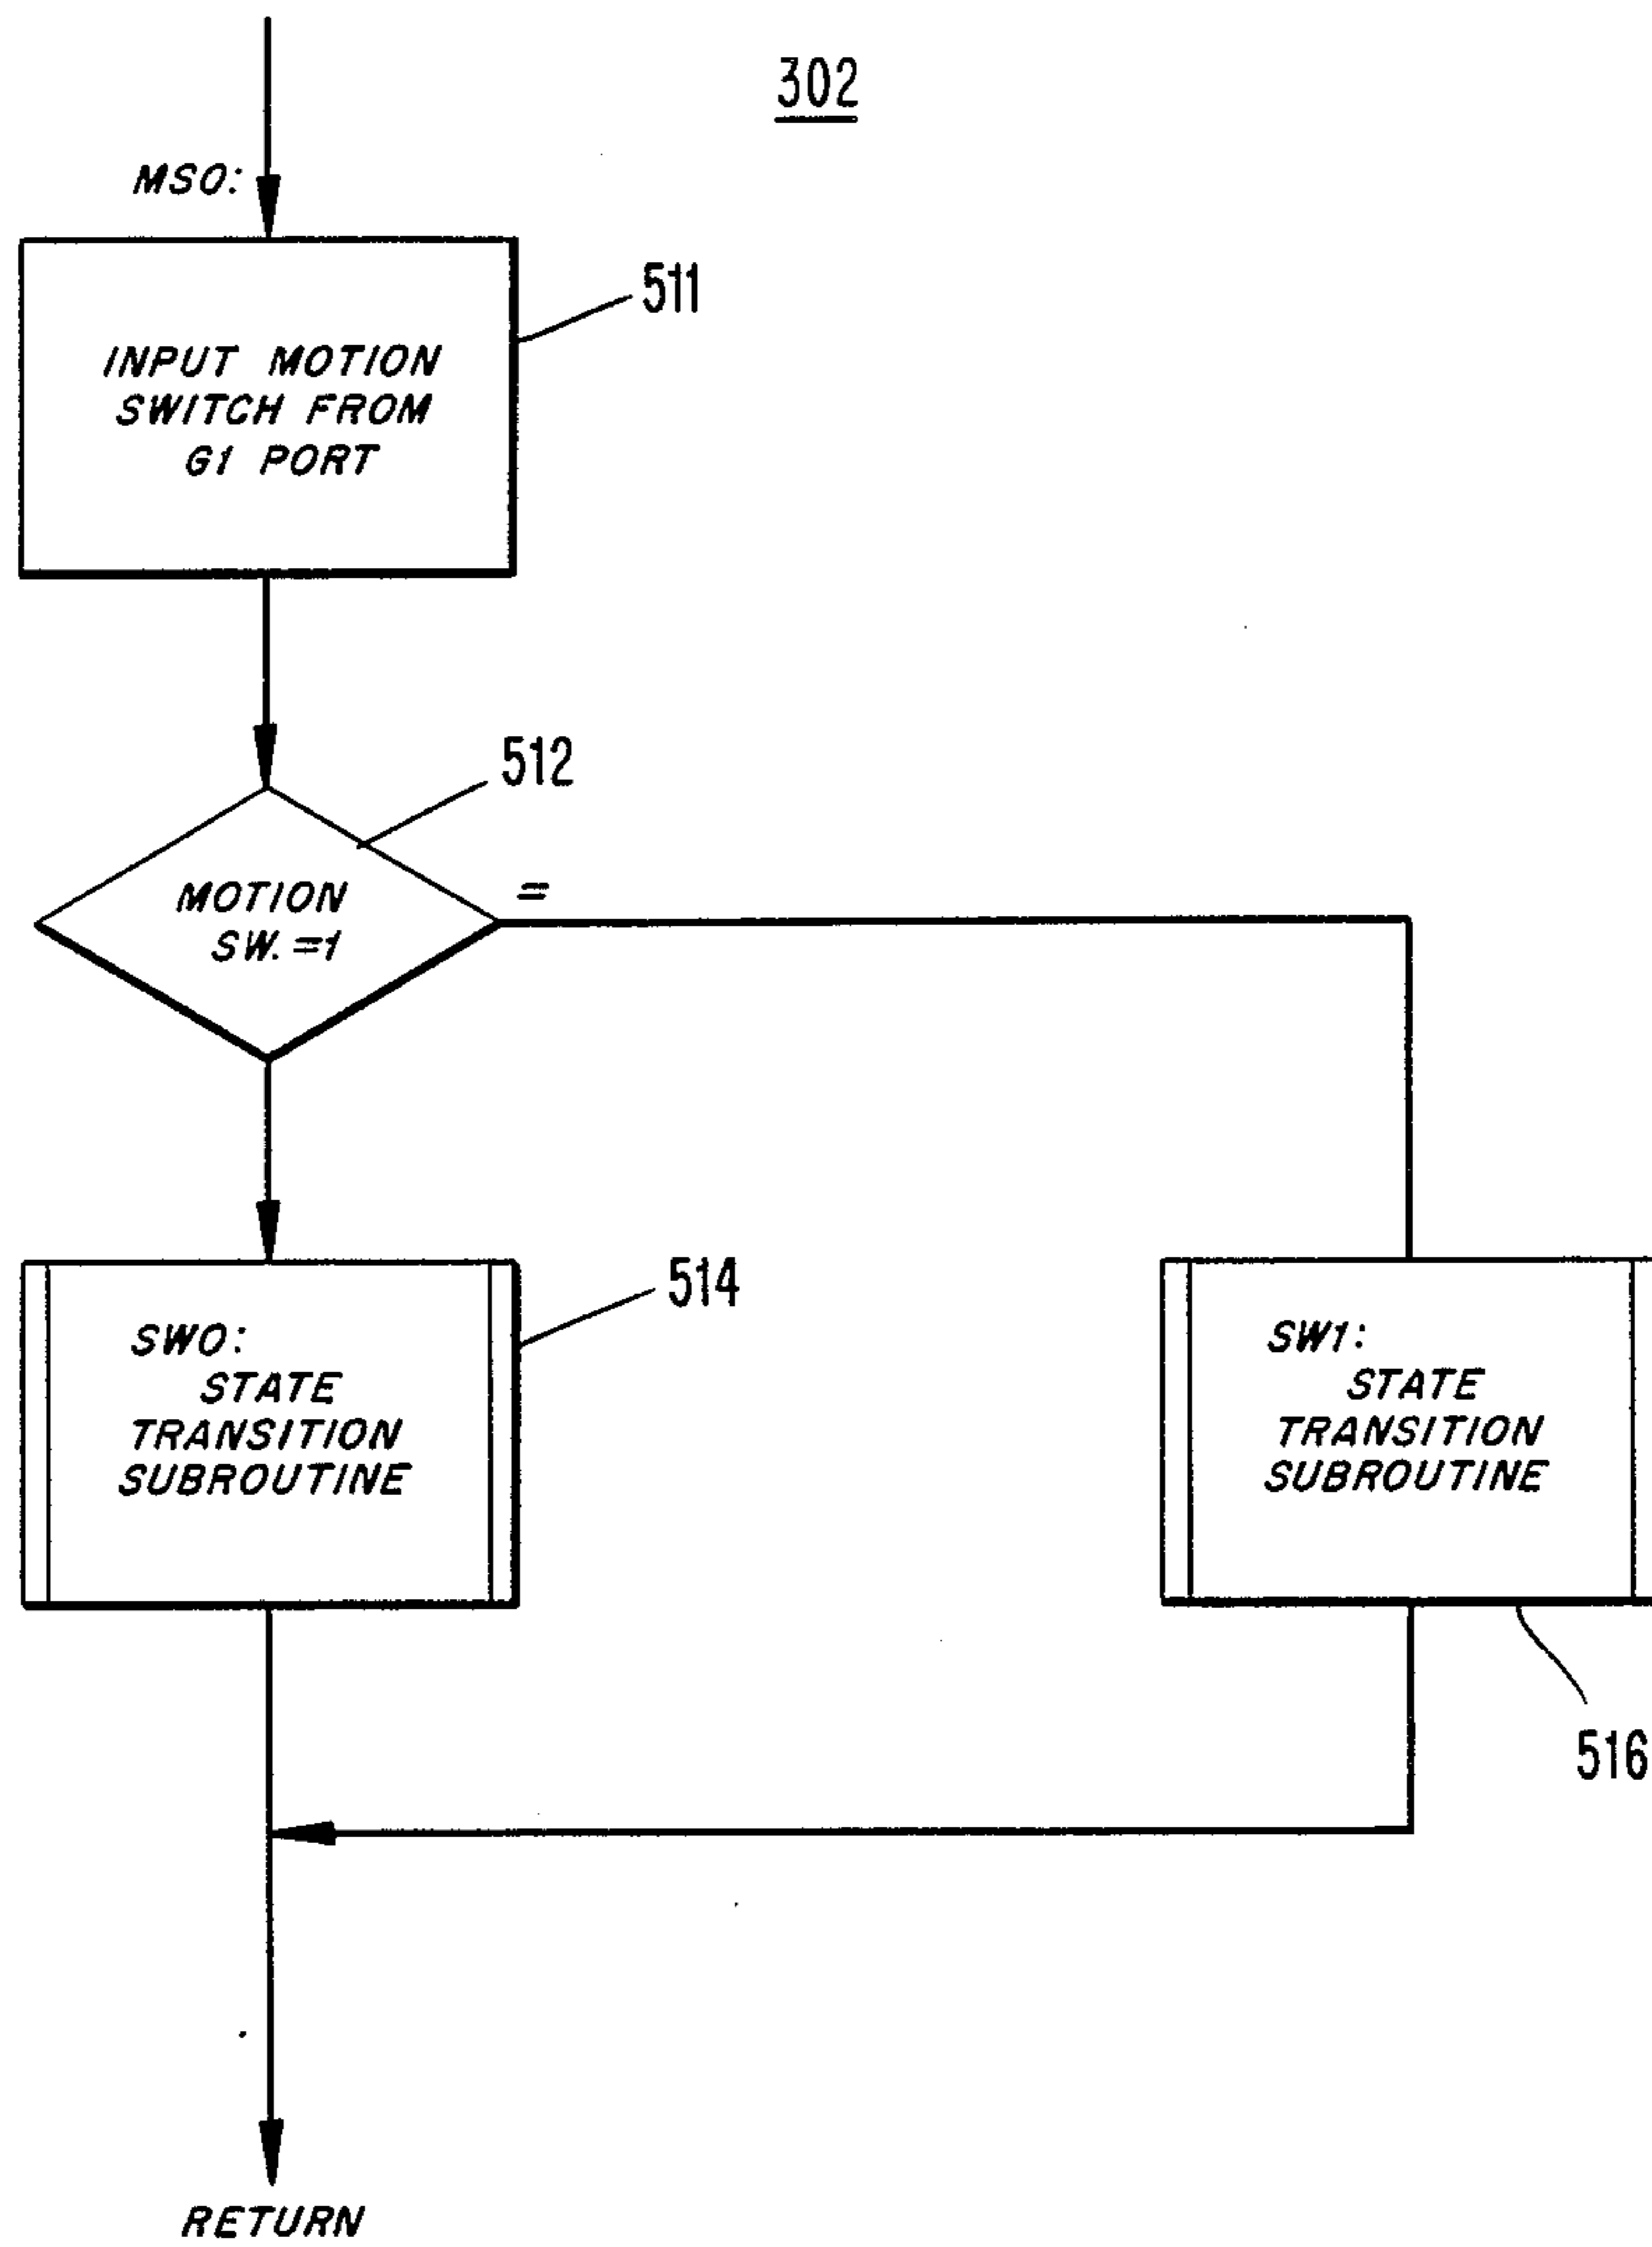 302
MSO:
511
INPUT MOTION
SWITCH FROM
G1 PORT
512
=
MOTION
SW.=1
514
SWO:
STATE
TRANSITION
SUBROUTINE
SW1:
STATE
TRANSITION
SUBROUTINE
516
RETURN